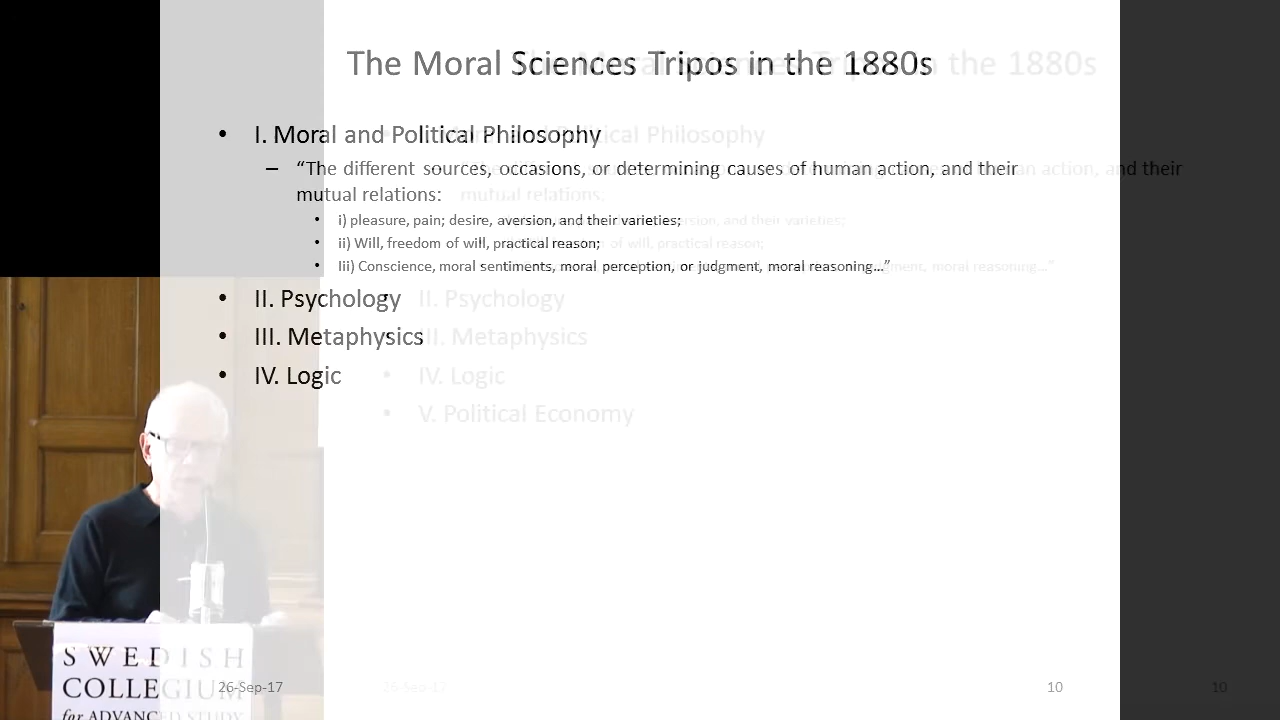 The Moral Sciences Tripos in the 1880s
• I. Moral and Political Philosophy
– “The different sources, occasions, or determining causes of human action, and their
mutual relations:
• i) pleasure, pain; desire, aversion, and their varieties;
• ii) Will, freedom of will, practical reason;
• Iii) Conscience, moral sentiments, moral perception, or judgment, moral reasoning…”
• II. Psychology
• III. Metaphysics
• IV. Logic
• V. Political Economy
SWEDISH
COLLEGIUM
for ADVANCED STUDY
26-Sep-17
10